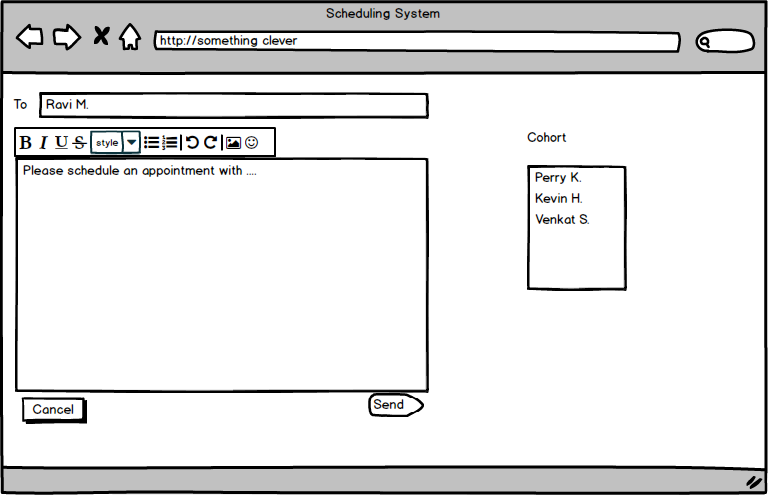 Scheduling System
http://something clever
To
Ravi M.
B I U S style
Cohort
Please schedule an appointment with ....
Perry K.
Kevin H.
Venkat S.
Cancel
Send